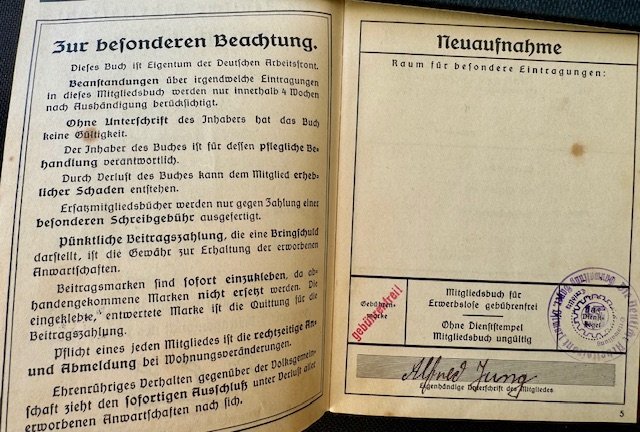 Zur besonderen Beachtung.
Dieses Buch ist Eigentum der Deutschen Arbeitsfront.
Beanstandungen über irgendwelche Eintragungen
in dieses Mitgliedsbuch werden nur innerhalb 4 Wochen
nach Aushändigung berücksichtigt.
Ohne Unterschrift des Inhabers hat das Buch
keine Gültigkeit.
Der Inhaber des Buches ist für dessen pflegliche Be-
handlung verantwortlich.
Durch Verlust des Buches kann dem Mitglied erheb-
licher Schaden entstehen.
Ersatzmitgliedsbücher werden nur gegen Zahlung einer
besonderen Schreibgebühr ausgefertigt.
Pünktliche Beitragszahlung, die eine Bringschuld
darstellt, ist die Gewähr zur Erhaltung der erworbenen
Anwartschaften.
Beitragsmarken sind sofort einzukleben, da ab-
handengekommene Marken nicht ersetzt werden. Die
eingeklebte, entwertete Marke ist die Quittung für die
Beitragszahlung.
Pflicht eines jeden Mitgliedes ist die rechtzeitige An-
und Abmeldung bei Wohnungsveränderungen.
Ehrenrühriges Verhalten gegenüber der Volksgemein-
schaft zieht den sofortigen Ausschluß unter Verlust aller
erworbenen Anwartschaften nach sich.
Neuaufnahme
Raum für besondere Eintragungen:
Gebühren-
Marke
gebührenfrei!
Mitgliedsbuch für
Erwerbslose gebührenfrei
Ohne Dienststempel
Mitgliedsbuch ungültig
Dienst-
Siegel
Alfred Jung
Eigenhändige Unterschrift des Mitgliedes
5